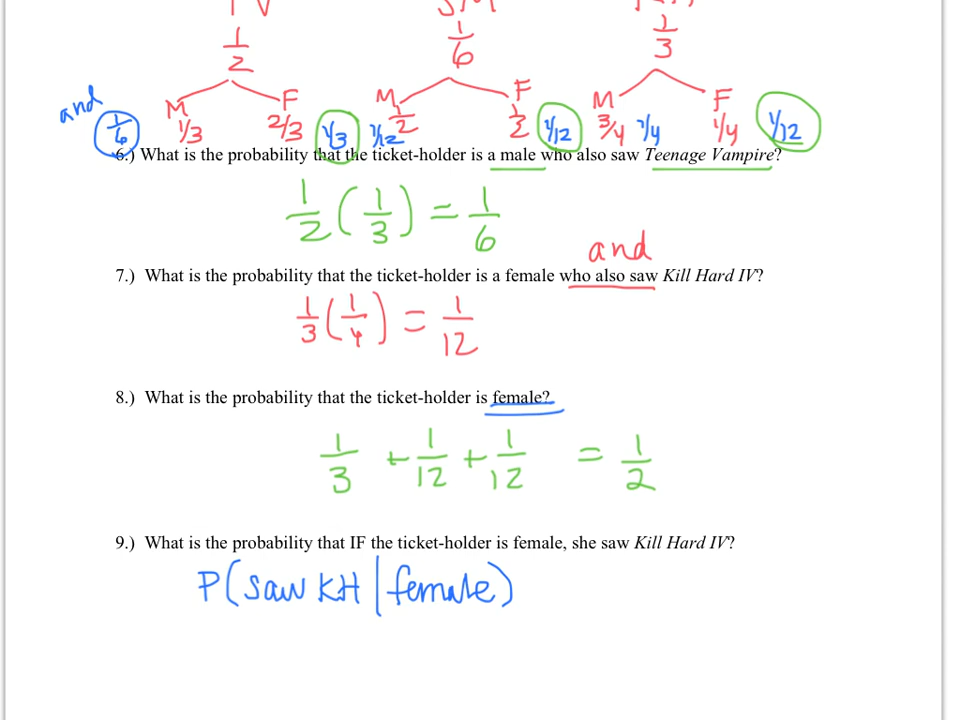 TV SM
1/2 1/6 1/3
and M F M F M F
1/6 1/3 2/3 1/3 1/12 1/2 1/2 1/12 3/4 1/4 1/4 1/12
6.) What is the probability that the ticket-holder is a male who also saw Teenage Vampire?
1/2 (1/3) = 1/6
and
7.) What is the probability that the ticket-holder is a female who also saw Kill Hard IV?
1/3 (1/4) = 1/12
8.) What is the probability that the ticket-holder is female?
1/3 + 1/12 + 1/12 = 1/2
9.) What is the probability that IF the ticket-holder is female, she saw Kill Hard IV?
P(saw KH | female)